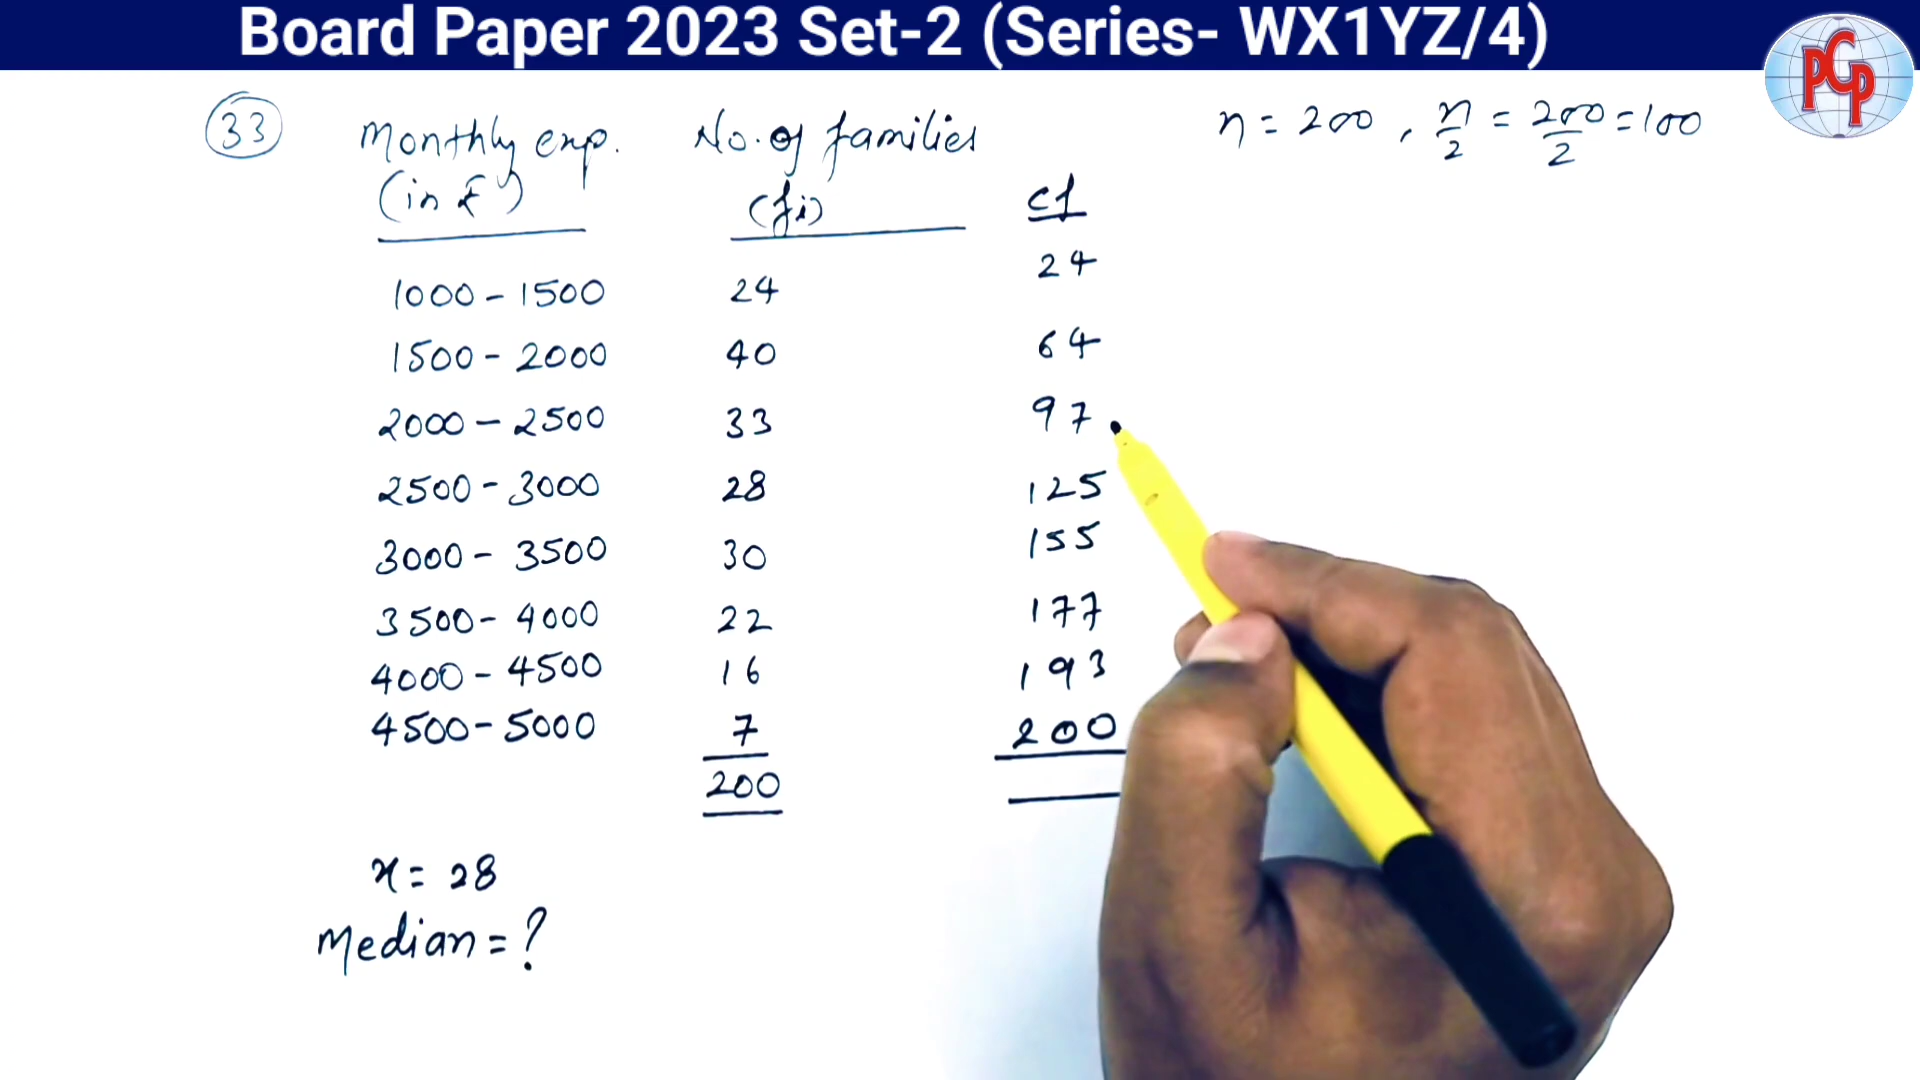 Board Paper 2023 Set-2 (Series- WX1YZ/4)
PGP
33 Monthly exp. No. of families n = 200 , n/2 = 200/2 = 100
(in ₹) (fi) cf
1000 - 1500 24 24
1500 - 2000 40 64
2000 - 2500 33 97
2500 - 3000 28 125
3000 - 3500 30 155
3500 - 4000 22 177
4000 - 4500 16 193
4500 - 5000 7 200
200
x = 28
Median = ?